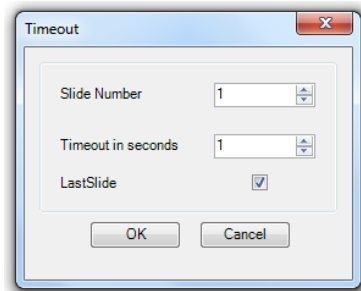 Timeout
Slide Number 1
Timeout in seconds 1
LastSlide
OK Cancel